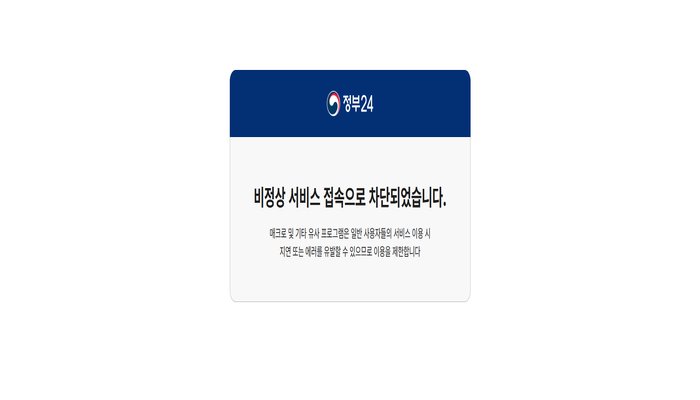 정부24
비정상 서비스 접속으로 차단되었습니다.
매크로 및 기타 유사 프로그램은 일반 사용자들의 서비스 이용 시
지연 또는 에러를 유발할 수 있으므로 이용을 제한합니다